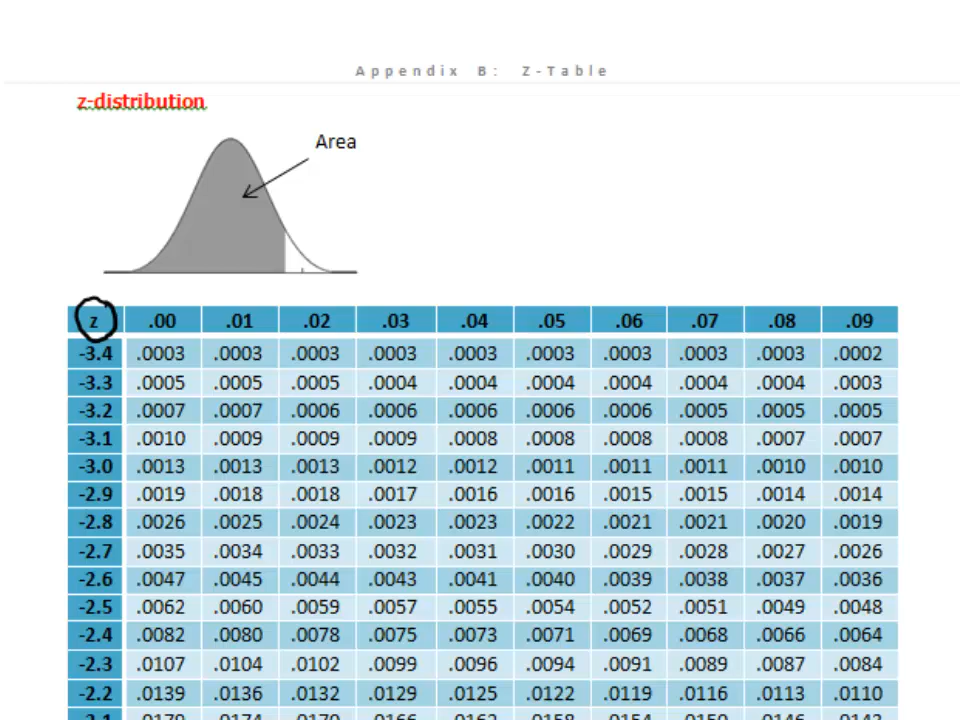 Appendix B: Z-Table
z-distribution
Area
z .00 .01 .02 .03 .04 .05 .06 .07 .08 .09
-3.4 .0003 .0003 .0003 .0003 .0003 .0003 .0003 .0003 .0003 .0002
-3.3 .0005 .0005 .0005 .0004 .0004 .0004 .0004 .0004 .0004 .0003
-3.2 .0007 .0007 .0006 .0006 .0006 .0006 .0006 .0005 .0005 .0005
-3.1 .0010 .0009 .0009 .0009 .0008 .0008 .0008 .0008 .0007 .0007
-3.0 .0013 .0013 .0013 .0012 .0012 .0011 .0011 .0011 .0010 .0010
-2.9 .0019 .0018 .0018 .0017 .0016 .0016 .0015 .0015 .0014 .0014
-2.8 .0026 .0025 .0024 .0023 .0023 .0022 .0021 .0021 .0020 .0019
-2.7 .0035 .0034 .0033 .0032 .0031 .0030 .0029 .0028 .0027 .0026
-2.6 .0047 .0045 .0044 .0043 .0041 .0040 .0039 .0038 .0037 .0036
-2.5 .0062 .0060 .0059 .0057 .0055 .0054 .0052 .0051 .0049 .0048
-2.4 .0082 .0080 .0078 .0075 .0073 .0071 .0069 .0068 .0066 .0064
-2.3 .0107 .0104 .0102 .0099 .0096 .0094 .0091 .0089 .0087 .0084
-2.2 .0139 .0136 .0132 .0129 .0125 .0122 .0119 .0116 .0113 .0110